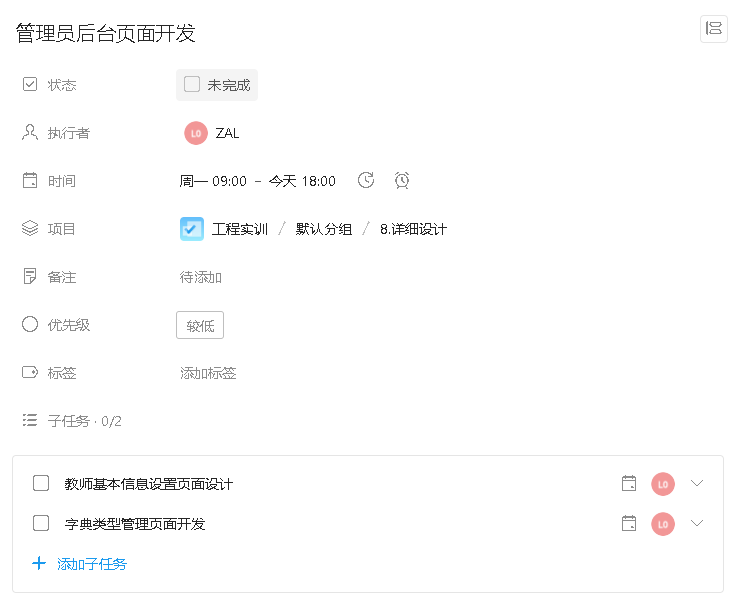 管理员后台页面开发
状态 未完成
执行者 LO ZAL
时间 周一 09:00 – 今天 18:00
项目 工程实训 / 默认分组 / 8.详细设计
备注 待添加
优先级 较低
标签 添加标签
子任务 · 0/2
教师基本信息设置页面设计 LO
字典类型管理页面开发 LO
+ 添加子任务